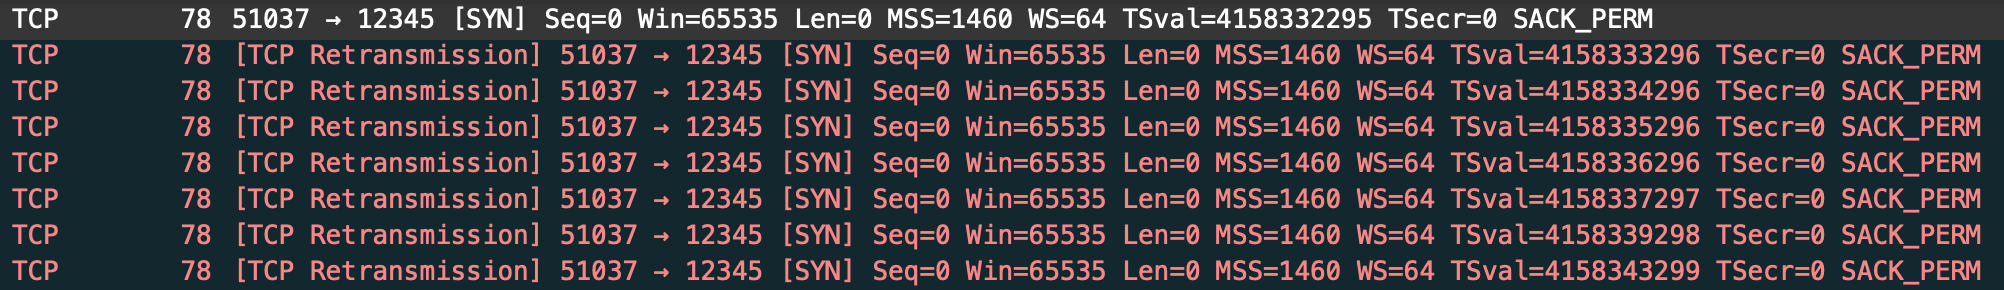 TCP 78 51037 → 12345 [SYN] Seq=0 Win=65535 Len=0 MSS=1460 WS=64 TSval=4158332295 TSecr=0 SACK_PERM
TCP 78 [TCP Retransmission] 51037 → 12345 [SYN] Seq=0 Win=65535 Len=0 MSS=1460 WS=64 TSval=4158333296 TSecr=0 SACK_PERM
TCP 78 [TCP Retransmission] 51037 → 12345 [SYN] Seq=0 Win=65535 Len=0 MSS=1460 WS=64 TSval=4158334296 TSecr=0 SACK_PERM
TCP 78 [TCP Retransmission] 51037 → 12345 [SYN] Seq=0 Win=65535 Len=0 MSS=1460 WS=64 TSval=4158335296 TSecr=0 SACK_PERM
TCP 78 [TCP Retransmission] 51037 → 12345 [SYN] Seq=0 Win=65535 Len=0 MSS=1460 WS=64 TSval=4158336296 TSecr=0 SACK_PERM
TCP 78 [TCP Retransmission] 51037 → 12345 [SYN] Seq=0 Win=65535 Len=0 MSS=1460 WS=64 TSval=4158337297 TSecr=0 SACK_PERM
TCP 78 [TCP Retransmission] 51037 → 12345 [SYN] Seq=0 Win=65535 Len=0 MSS=1460 WS=64 TSval=4158339298 TSecr=0 SACK_PERM
TCP 78 [TCP Retransmission] 51037 → 12345 [SYN] Seq=0 Win=65535 Len=0 MSS=1460 WS=64 TSval=4158343299 TSecr=0 SACK_PERM